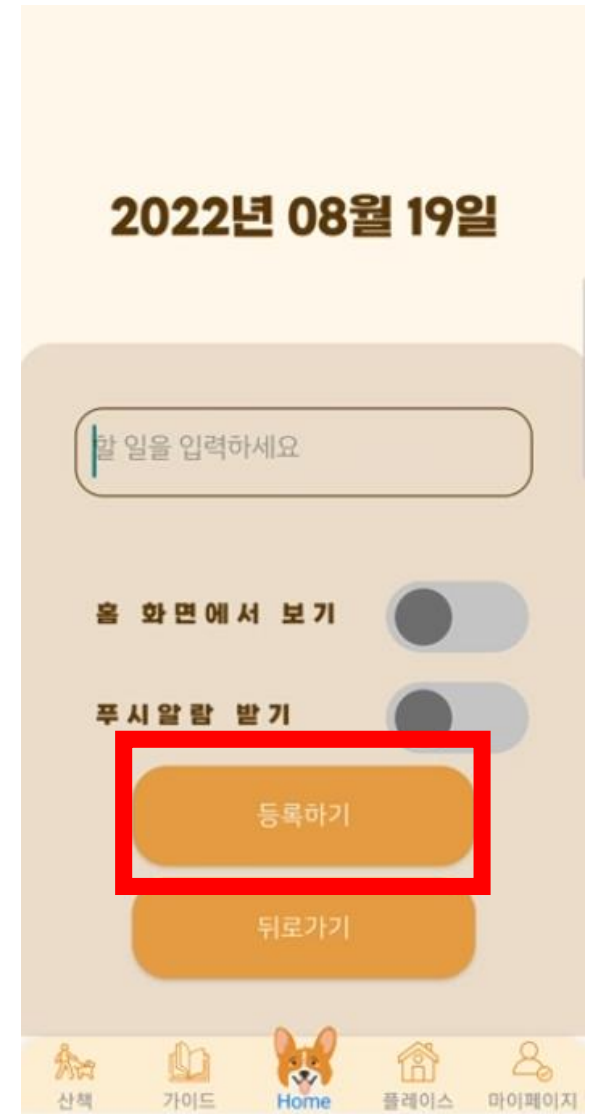 2022년 08월 19일
할 일을 입력하세요
홈 화면에서 보기
푸시알람 받기
등록하기
뒤로가기
산책 가이드 Home 플레이스 마이페이지